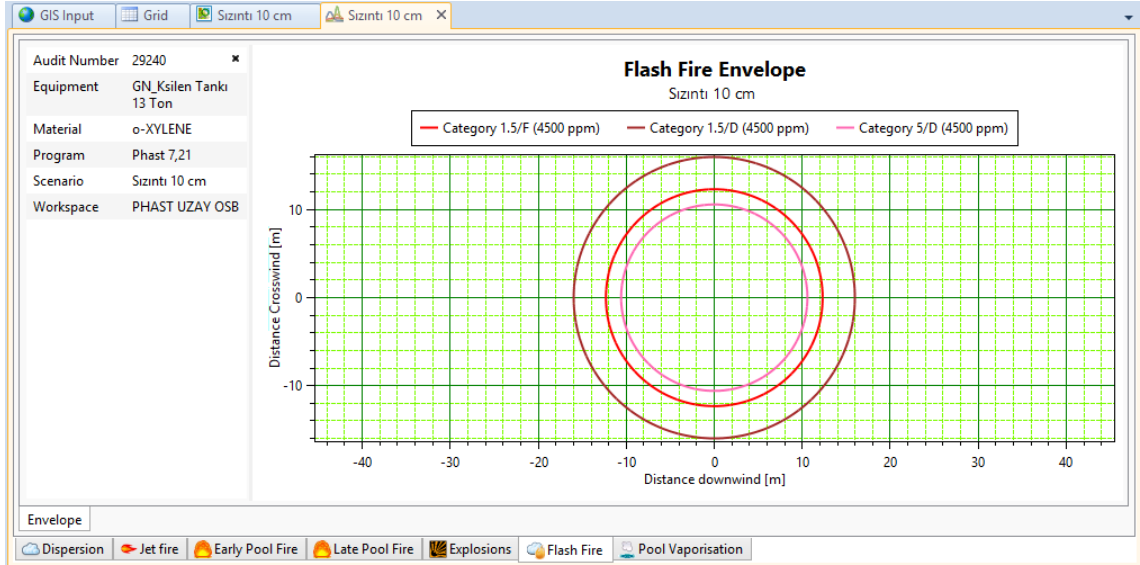 GIS Input
Grid
Sızıntı 10 cm
Sızıntı 10 cm
Audit Number 29240
Equipment GN_Ksilen Tankı
13 Ton
Material o-XYLENE
Program Phast 7,21
Scenario Sızıntı 10 cm
Workspace PHAST UZAY OSB
Flash Fire Envelope
Sızıntı 10 cm
Category 1.5/F (4500 ppm)
Category 1.5/D (4500 ppm)
Category 5/D (4500 ppm)
Distance Crosswind [m]
10
0
-10
-40 -30 -20 -10 0 10 20 30 40
Distance downwind [m]
Envelope
Dispersion
Jet fire
Early Pool Fire
Late Pool Fire
Explosions
Flash Fire
Pool Vaporisation